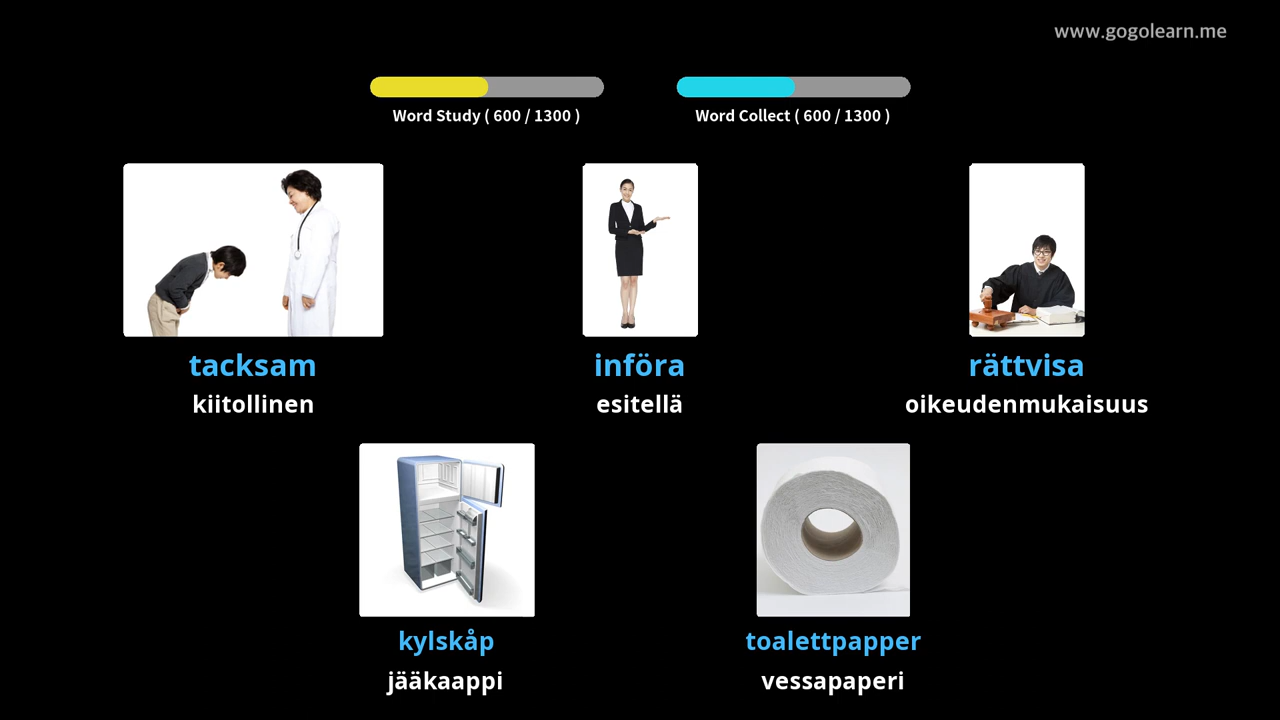 www.gogolearn.me
Word Study ( 600 / 1300 )
Word Collect ( 600 / 1300 )
tacksam
kiitollinen
införa
esitellä
rättvisa
oikeudenmukaisuus
kylskåp
jääkaappi
toalettpapper
vessapaperi